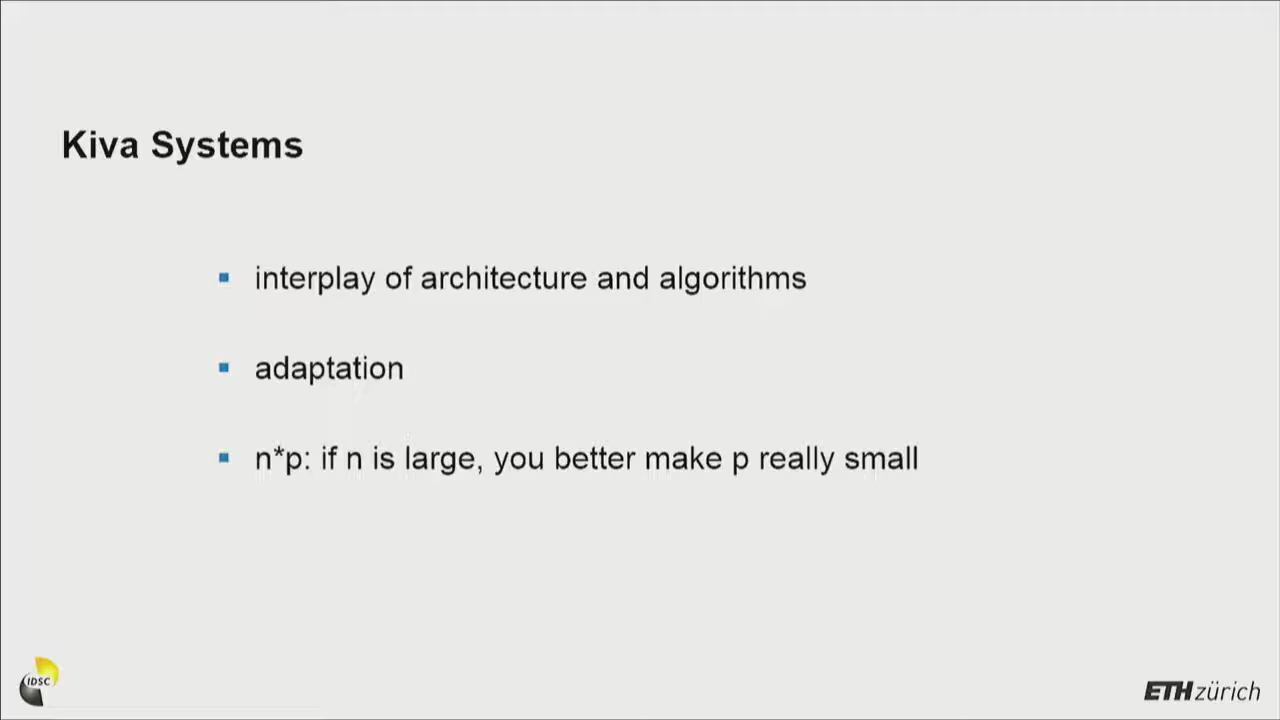 Kiva Systems
interplay of architecture and algorithms
adaptation
n*p: if n is large, you better make p really small
IDSC
ETH zürich